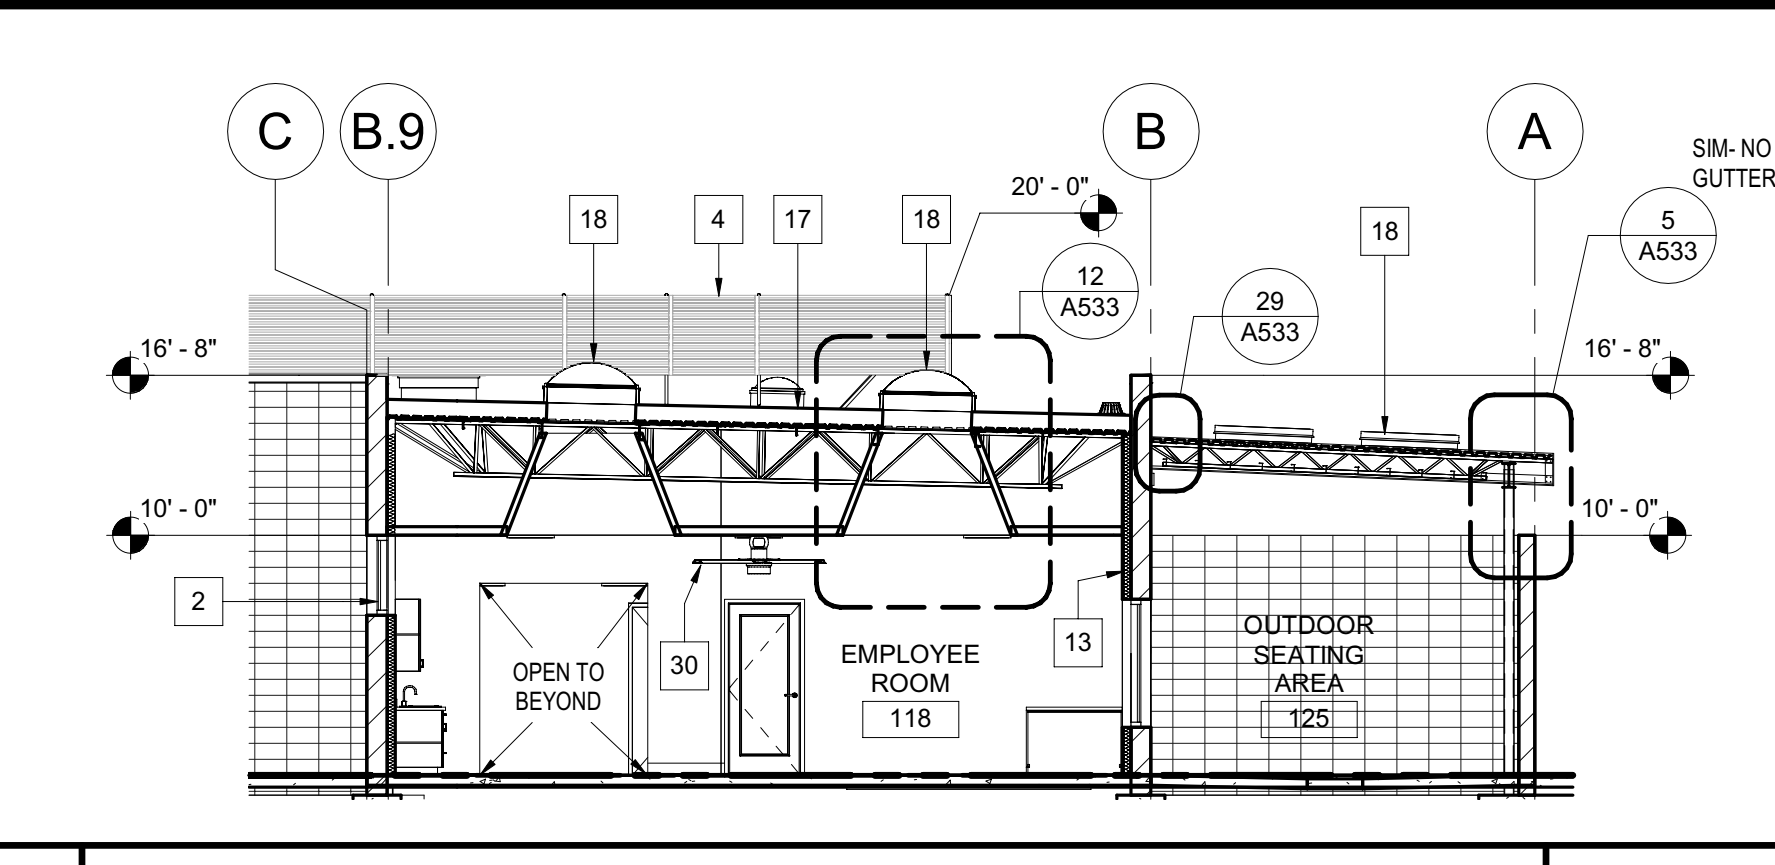 C
B.9
B
A
SIM- NO
GUTTER
18
4
17
18
20' - 0"
12
A533
29
A533
18
5
A533
16' - 8"
16' - 8"
10' - 0"
10' - 0"
2
OPEN TO
BEYOND
30
EMPLOYEE
ROOM
118
13
OUTDOOR
SEATING
AREA
125